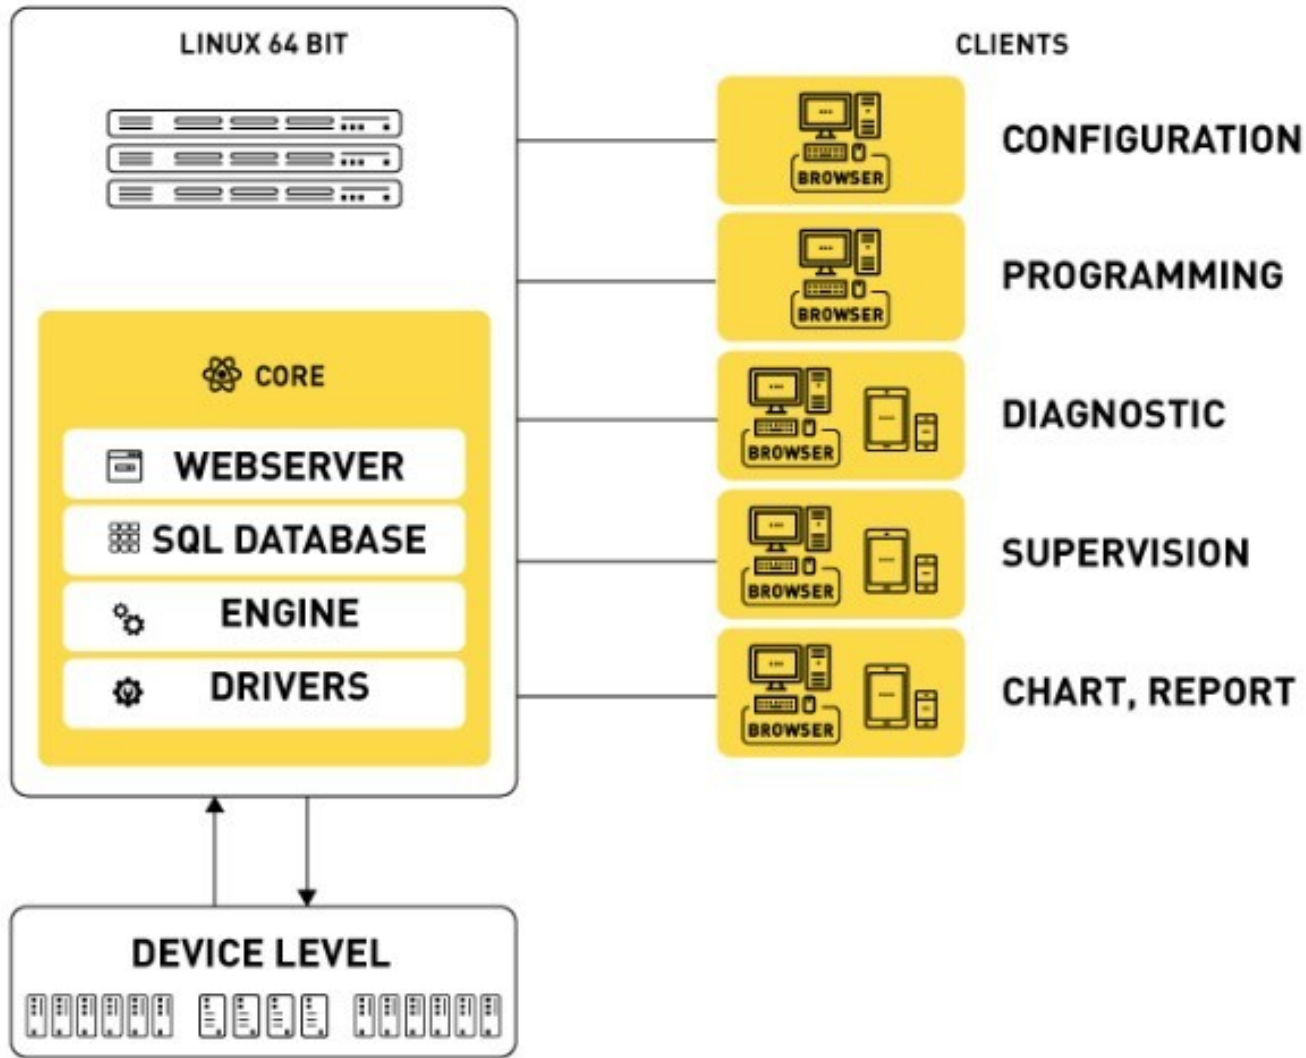 LINUX 64 BIT
CORE
WEBSERVER
SQL DATABASE
ENGINE
DRIVERS
DEVICE LEVEL
CLIENTS
BROWSER
CONFIGURATION
BROWSER
PROGRAMMING
BROWSER
DIAGNOSTIC
BROWSER
SUPERVISION
BROWSER
CHART, REPORT